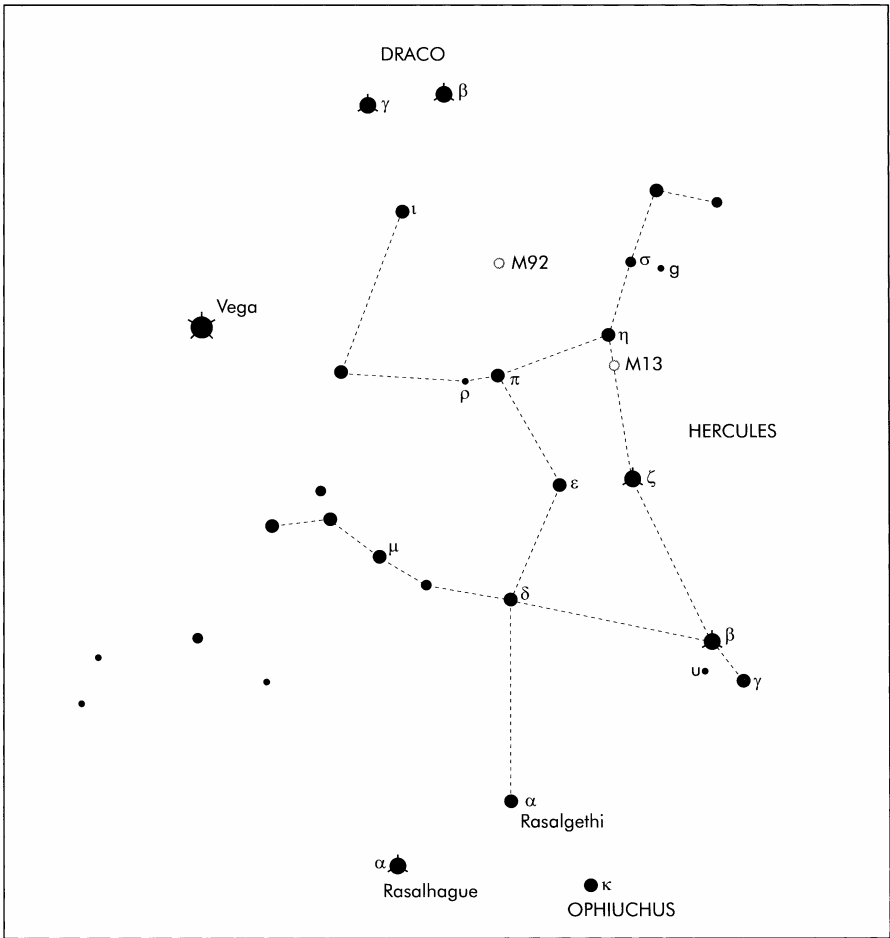 DRACO
γ
β
ι
M92
σ
g
Vega
η
M13
ρ
π
HERCULES
ε
ζ
μ
δ
β
υ
γ
α
Rasalgethi
α
Rasalhague
κ
OPHIUCHUS